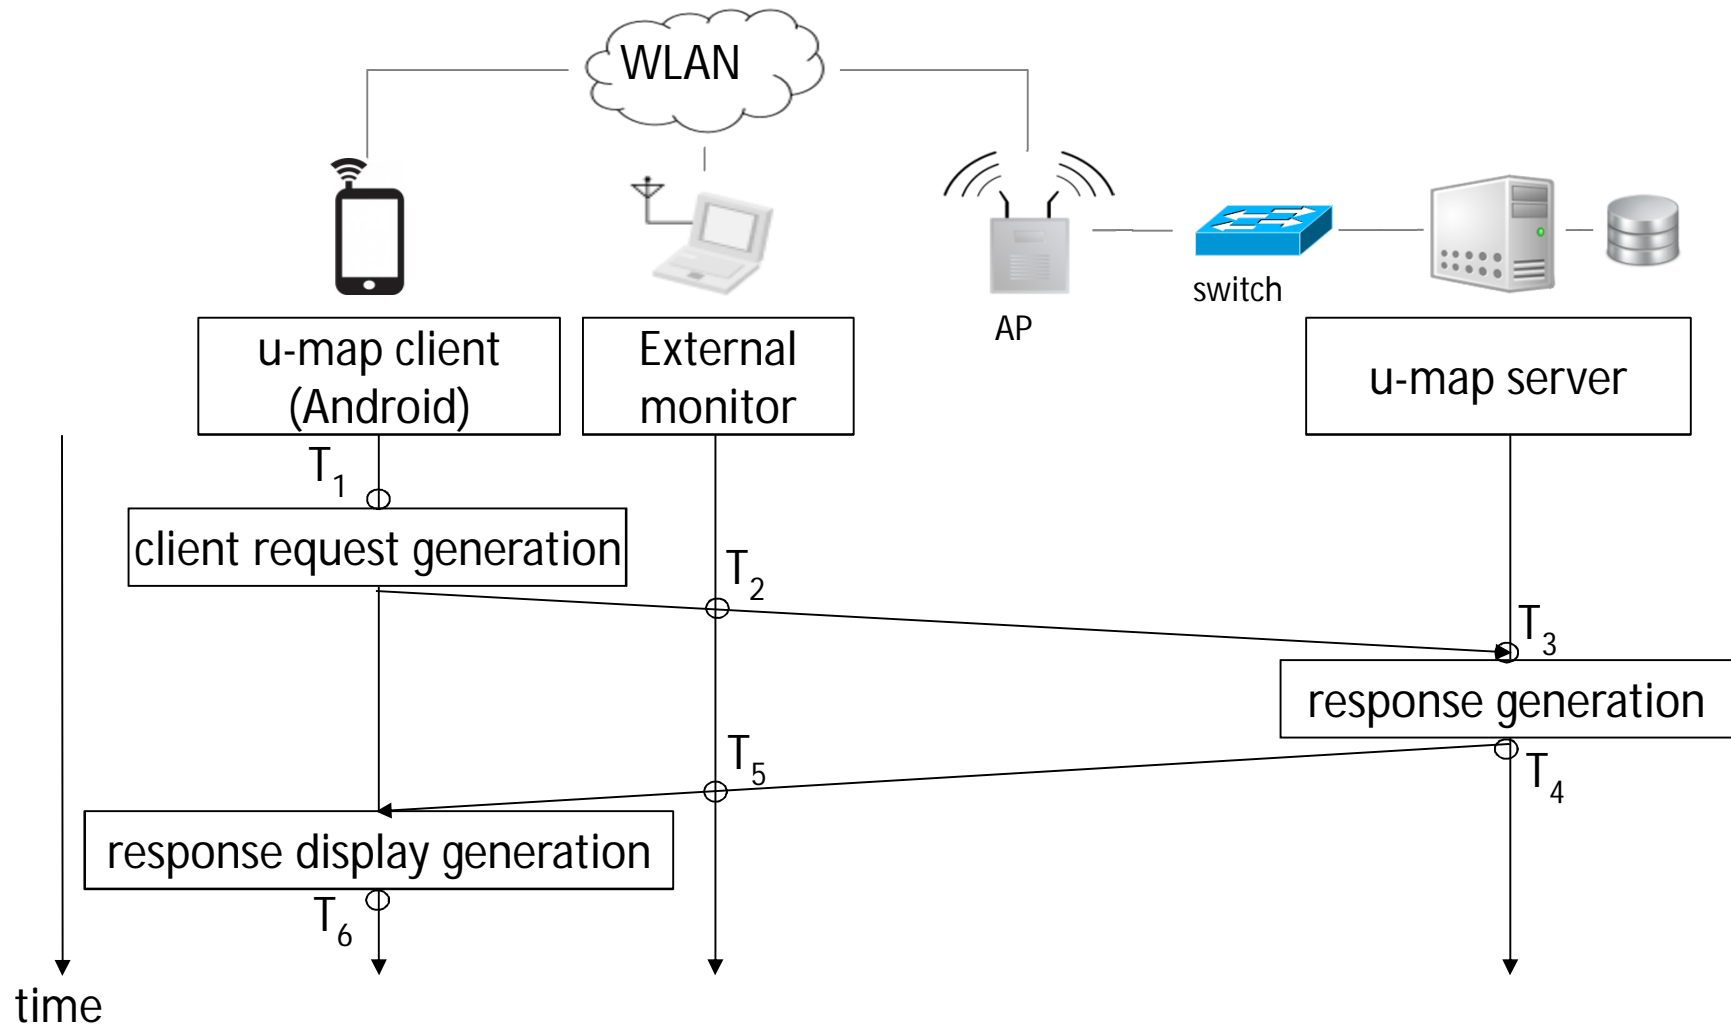 WLAN
switch
AP
u-map client
(Android)
External
monitor
u-map server
T1
client request generation
T2
T3
response generation
T5
T4
response display generation
T6
time